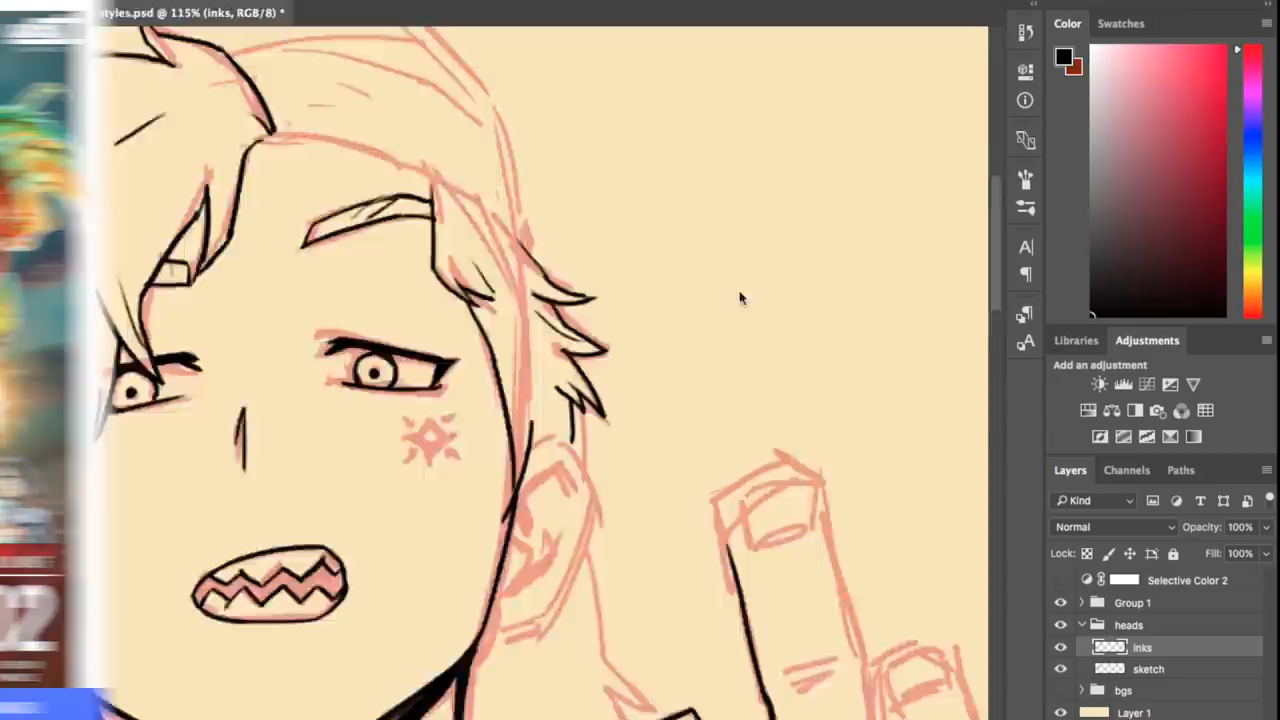 styles.psd @ 115% (inks, RGB/8) *
Color
Swatches
Libraries
Adjustments
Add an adjustment
Layers
Channels
Paths
Kind
Normal
Opacity: 100%
Lock:
Fill: 100%
Selective Color 2
Group 1
heads
inks
sketch
bgs
Layer 1